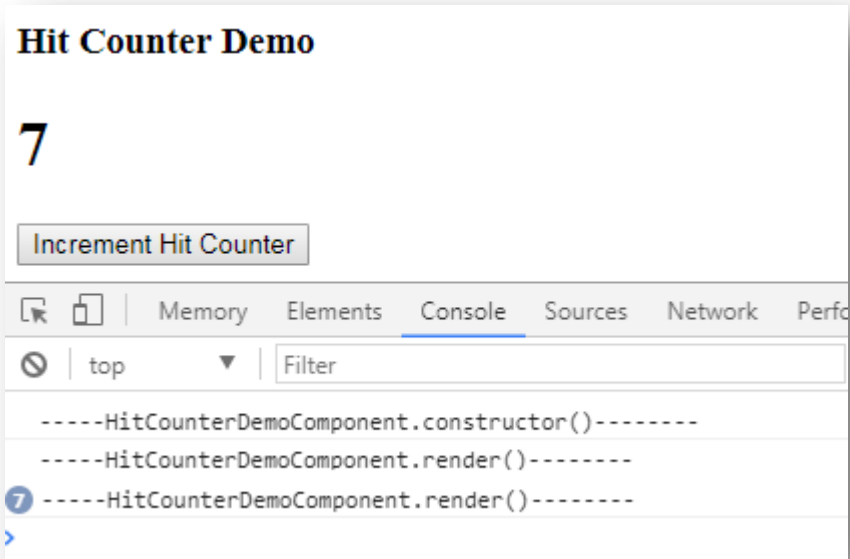 Hit Counter Demo
7
Increment Hit Counter
Memory Elements Console Sources Network Perfo
top Filter
-----HitCounterDemoComponent.constructor()--------
-----HitCounterDemoComponent.render()--------
7 -----HitCounterDemoComponent.render()--------